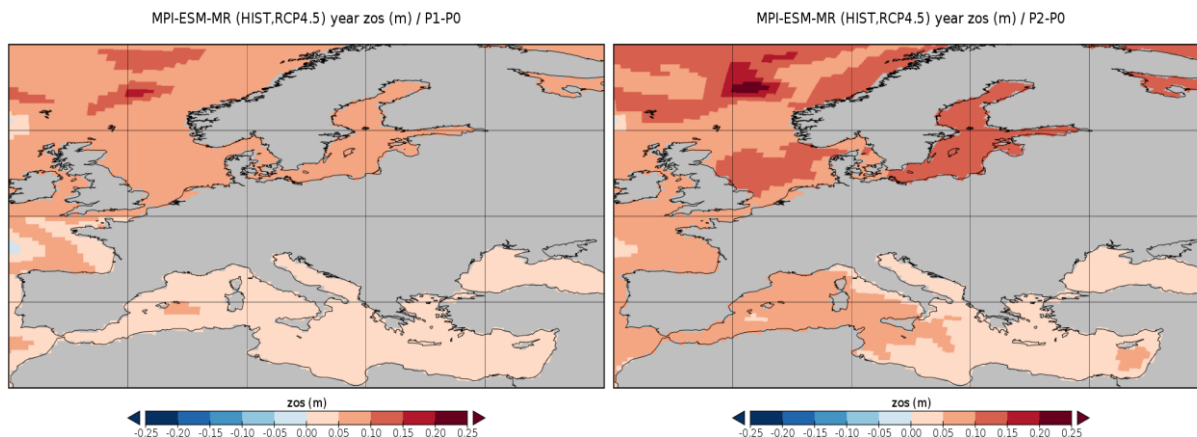 MPI-ESM-MR (HIST,RCP4.5) year zos (m) / P1-P0
MPI-ESM-MR (HIST,RCP4.5) year zos (m) / P2-P0
zos (m)
-0.25 -0.20 -0.15 -0.10 -0.05 0.00 0.05 0.10 0.15 0.20 0.25
zos (m)
-0.25 -0.20 -0.15 -0.10 -0.05 0.00 0.05 0.10 0.15 0.20 0.25